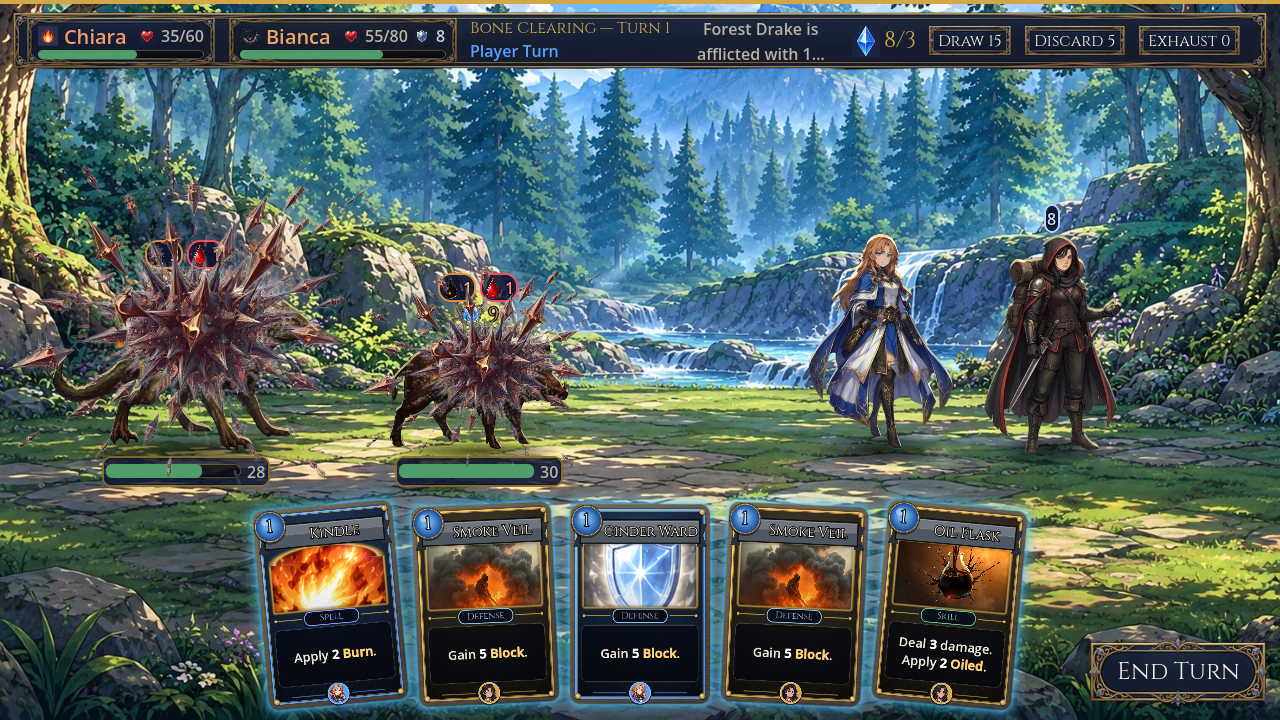 Chiara 35/60
Bianca 55/80 8
Bone Clearing — Turn 1
Player Turn
Forest Drake is
afflicted with 1...
8/3
Draw 15
Discard 5
Exhaust 0
8
1 1
9
28
30
1
Kindle
Spell
Apply 2 Burn.
1
Smoke Veil
Defense
Gain 5 Block.
1
Cinder Ward
Defense
Gain 5 Block.
1
Smoke Veil
Defense
Gain 5 Block.
1
Oil Flask
Skill
Deal 3 damage.
Apply 2 Oiled.
End Turn